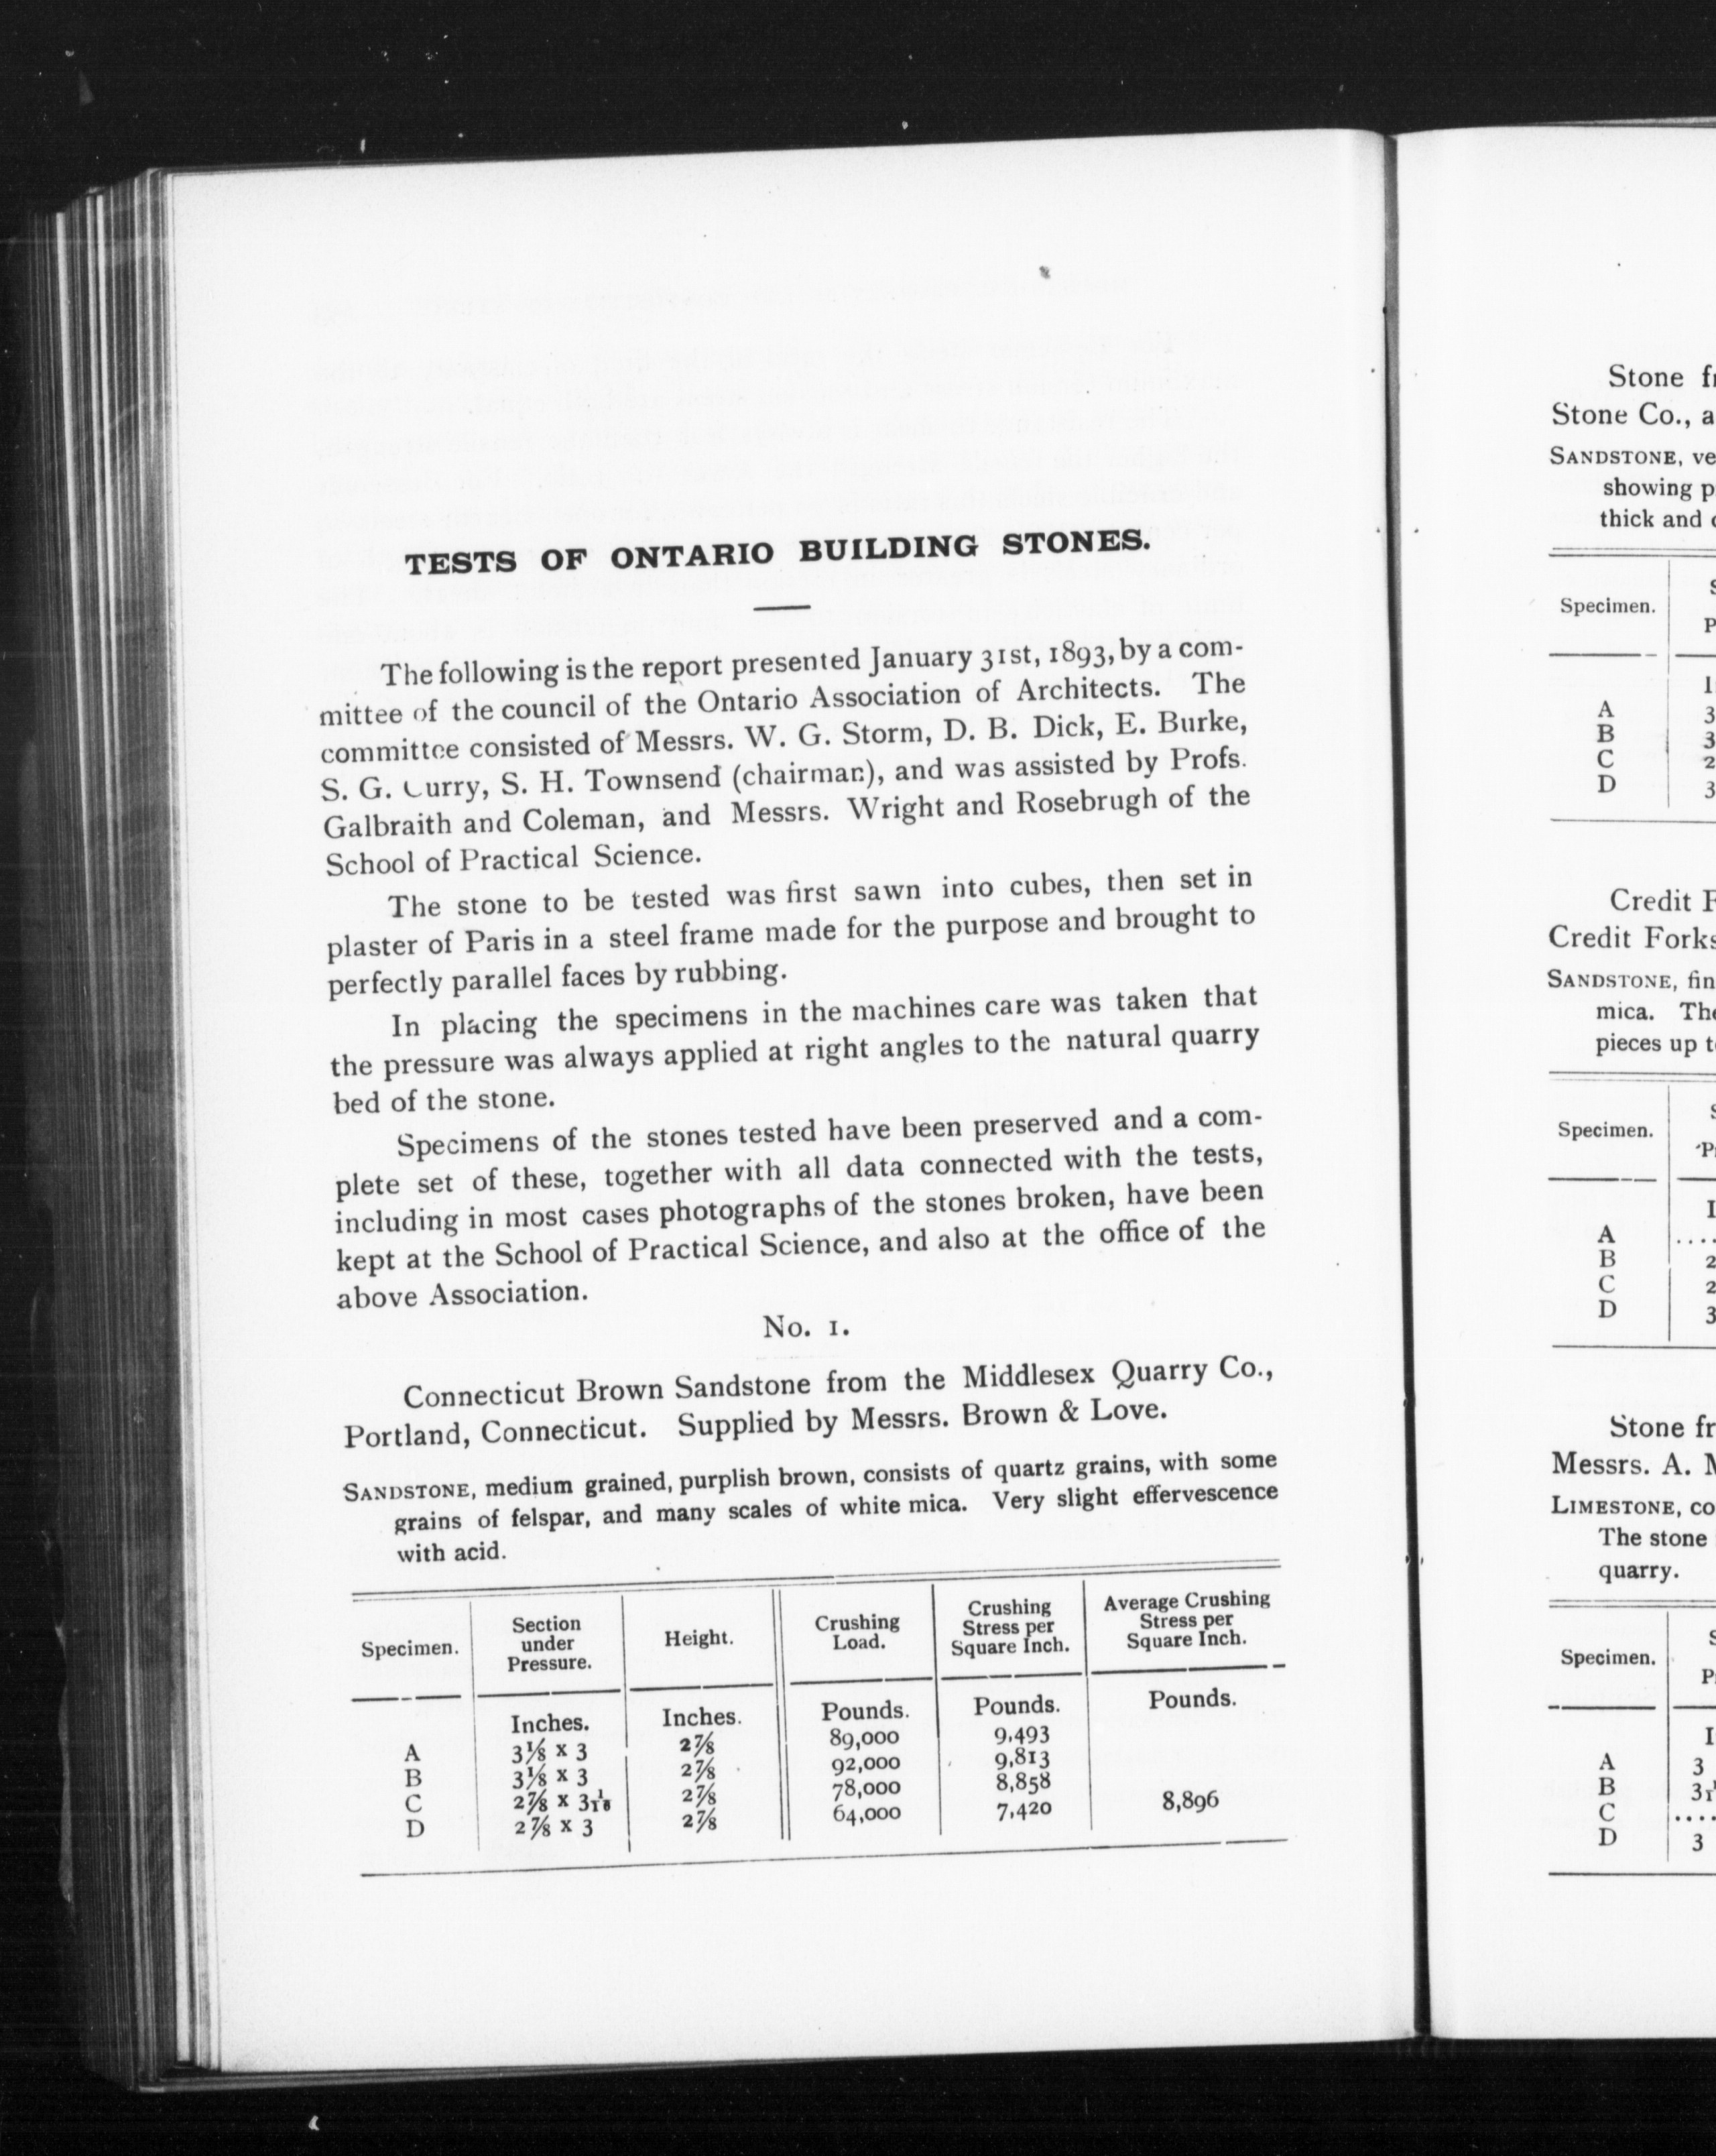 TESTS OF ONTARIO BUILDING STONES.
The following is the report presented January 31st, 1893, by a com-
mittee of the council of the Ontario Association of Architects. The
committee consisted of Messrs. W. G. Storm, D. B. Dick, E. Burke,
S. G. Curry, S. H. Townsend (chairman), and was assisted by Profs.
Galbraith and Coleman, and Messrs. Wright and Rosebrugh of the
School of Practical Science.
The stone to be tested was first sawn into cubes, then set in
plaster of Paris in a steel frame made for the purpose and brought to
perfectly parallel faces by rubbing.
In placing the specimens in the machines care was taken that
the pressure was always applied at right angles to the natural quarry
bed of the stone.
Specimens of the stones tested have been preserved and a com-
plete set of these, together with all data connected with the tests,
including in most cases photographs of the stones broken, have been
kept at the School of Practical Science, and also at the office of the
above Association.
No. 1.
Connecticut Brown Sandstone from the Middlesex Quarry Co.,
Portland, Connecticut. Supplied by Messrs. Brown & Love.
SANDSTONE, medium grained, purplish brown, consists of quartz grains, with some
grains of felspar, and many scales of white mica. Very slight effervescence
with acid.
Specimen. Section under Pressure. Height. Crushing Load. Crushing Stress per Square Inch. Average Crushing Stress per Square Inch.
Inches. Inches. Pounds. Pounds. Pounds.
A 3⅛ x 3 2⅞ 89,000 9,493
B 3⅛ x 3 2⅞ 92,000 9,813
C 2⅞ x 3 1/16 2⅞ 78,000 8,858
D 2⅞ x 3 2⅞ 64,000 7,420 8,896
Stone
Stone Co., a
SANDSTONE, ve
showing p
thick and
Specimen.
A 3
B 3
C 2
D 3
Credit F
Credit Forks
SANDSTONE, fin
mica. The
pieces up t
Specimen.
A ....
B 2
C 2
D 3
Stone fr
Messrs. A. M
LIMESTONE, co
The stone
quarry.
Specimen.
A 3
B 3
C ....
D 3